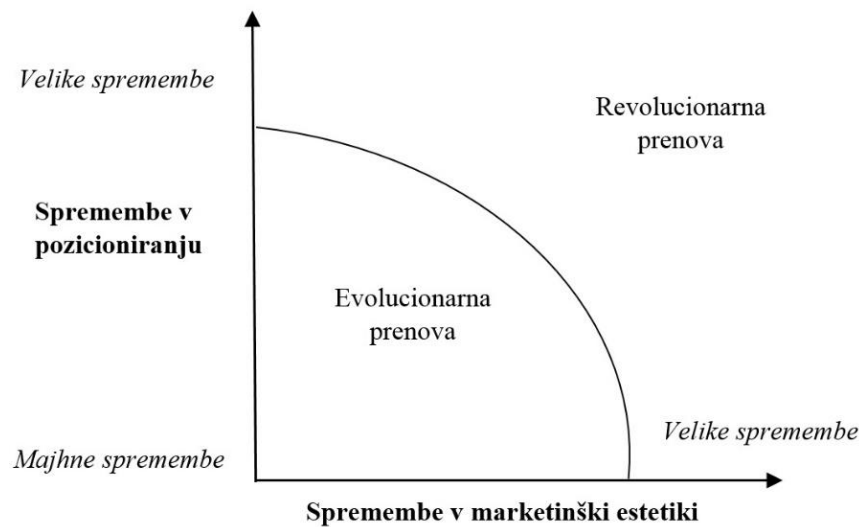 Velike spremembe
Revolucionarna
prenova
Spremembe v
pozicioniranju
Evolucionarna
prenova
Velike spremembe
Majhne spremembe
Spremembe v marketinški estetiki